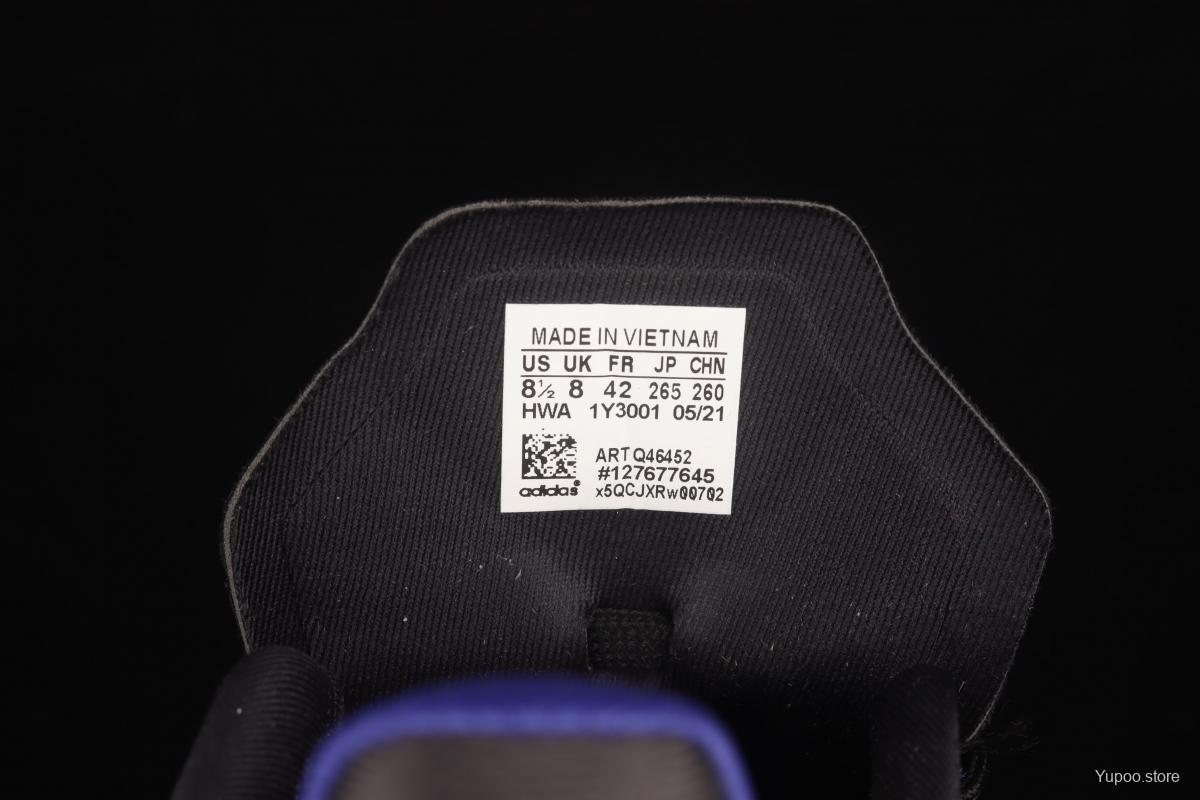 MADE IN VIETNAM
US UK FR JP CHN
8½ 8 42 265 260
HWA 1Y3001 05/21
ART Q46452
#127677645
adidas® x5QCJXRw00702
Yupoo.store